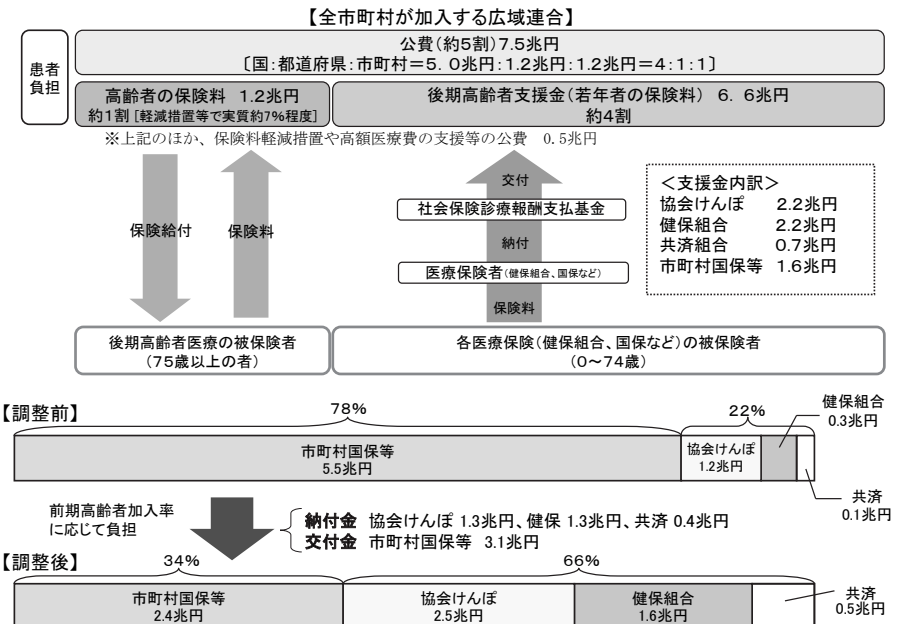 【全市町村が加入する広域連合】
患者
負担
公費(約5割)7.5兆円
〔国:都道府県:市町村=5.0兆円:1.2兆円:1.2兆円=4:1:1〕
高齢者の保険料 1.2兆円
約1割[軽減措置等で実質約7%程度]
後期高齢者支援金(若年者の保険料) 6.6兆円
約4割
※上記のほか、保険料軽減措置や高額医療費の支援等の公費 0.5兆円
保険給付
保険料
交付
社会保険診療報酬支払基金
納付
医療保険者(健保組合、国保など)
保険料
<支援金内訳>
協会けんぽ 2.2兆円
健保組合 2.2兆円
共済組合 0.7兆円
市町村国保等 1.6兆円
後期高齢者医療の被保険者
(75歳以上の者)
各医療保険(健保組合、国保など)の被保険者
(0～74歳)
【調整前】
78%
22%
健保組合
0.3兆円
市町村国保等
5.5兆円
協会けんぽ
1.2兆円
共済
0.1兆円
前期高齢者加入率
に応じて負担
納付金 協会けんぽ 1.3兆円、健保 1.3兆円、共済 0.4兆円
交付金 市町村国保等 3.1兆円
【調整後】
34%
66%
市町村国保等
2.4兆円
協会けんぽ
2.5兆円
健保組合
1.6兆円
共済
0.5兆円